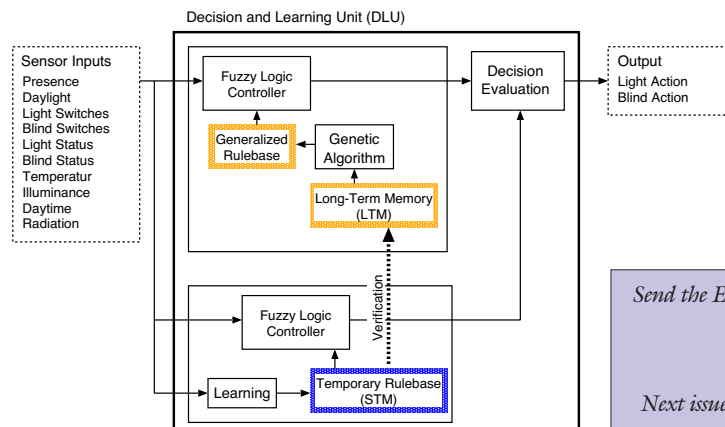 Decision and Learning Unit (DLU)
Sensor Inputs
Presence
Daylight
Light Switches
Blind Switches
Light Status
Blind Status
Temperatur
Illuminance
Daytime
Radiation
Fuzzy Logic
Controller
Generalized
Rulebase
Genetic
Algorithm
Long-Term Memory
(LTM)
Decision
Evaluation
Output
Light Action
Blind Action
Verification
Fuzzy Logic
Controller
Learning
Temporary Rulebase
(STM)
Send the E
Next issue